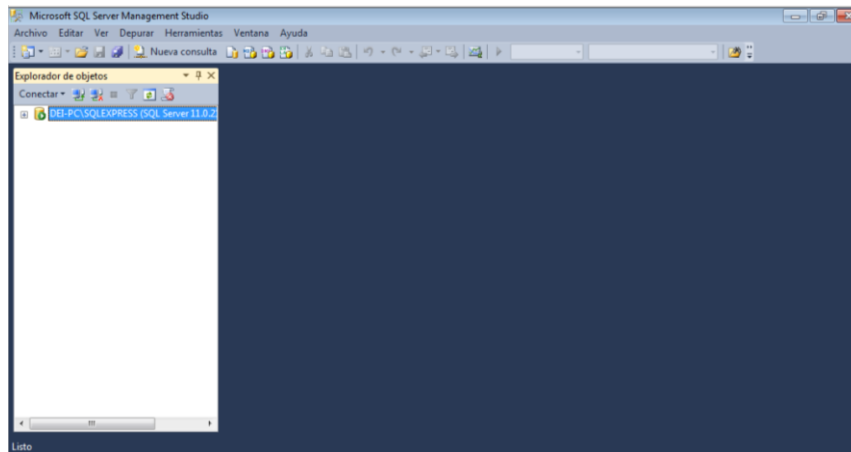 Microsoft SQL Server Management Studio
Archivo Editar Ver Depurar Herramientas Ventana Ayuda
Nueva consulta
Explorador de objetos
Conectar
DEI-PC\SQLEXPRESS (SQL Server 11.0.2
Listo